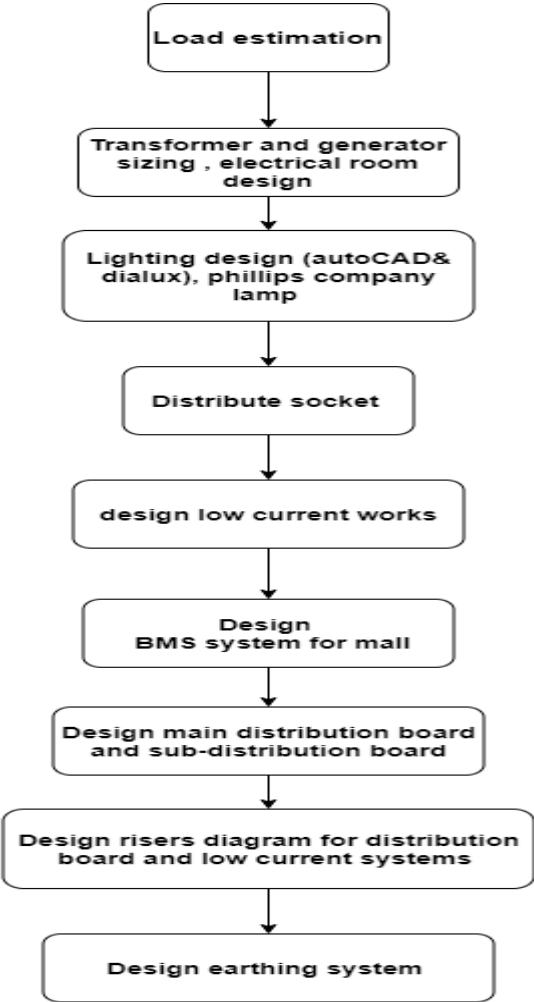 Load estimation
Transformer and generator
sizing , electrical room
design
Lighting design (autoCAD&
dialux), phillips company
lamp
Distribute socket
design low current works
Design
BMS system for mall
Design main distribution board
and sub-distribution board
Design risers diagram for distribution
board and low current systems
Design earthing system